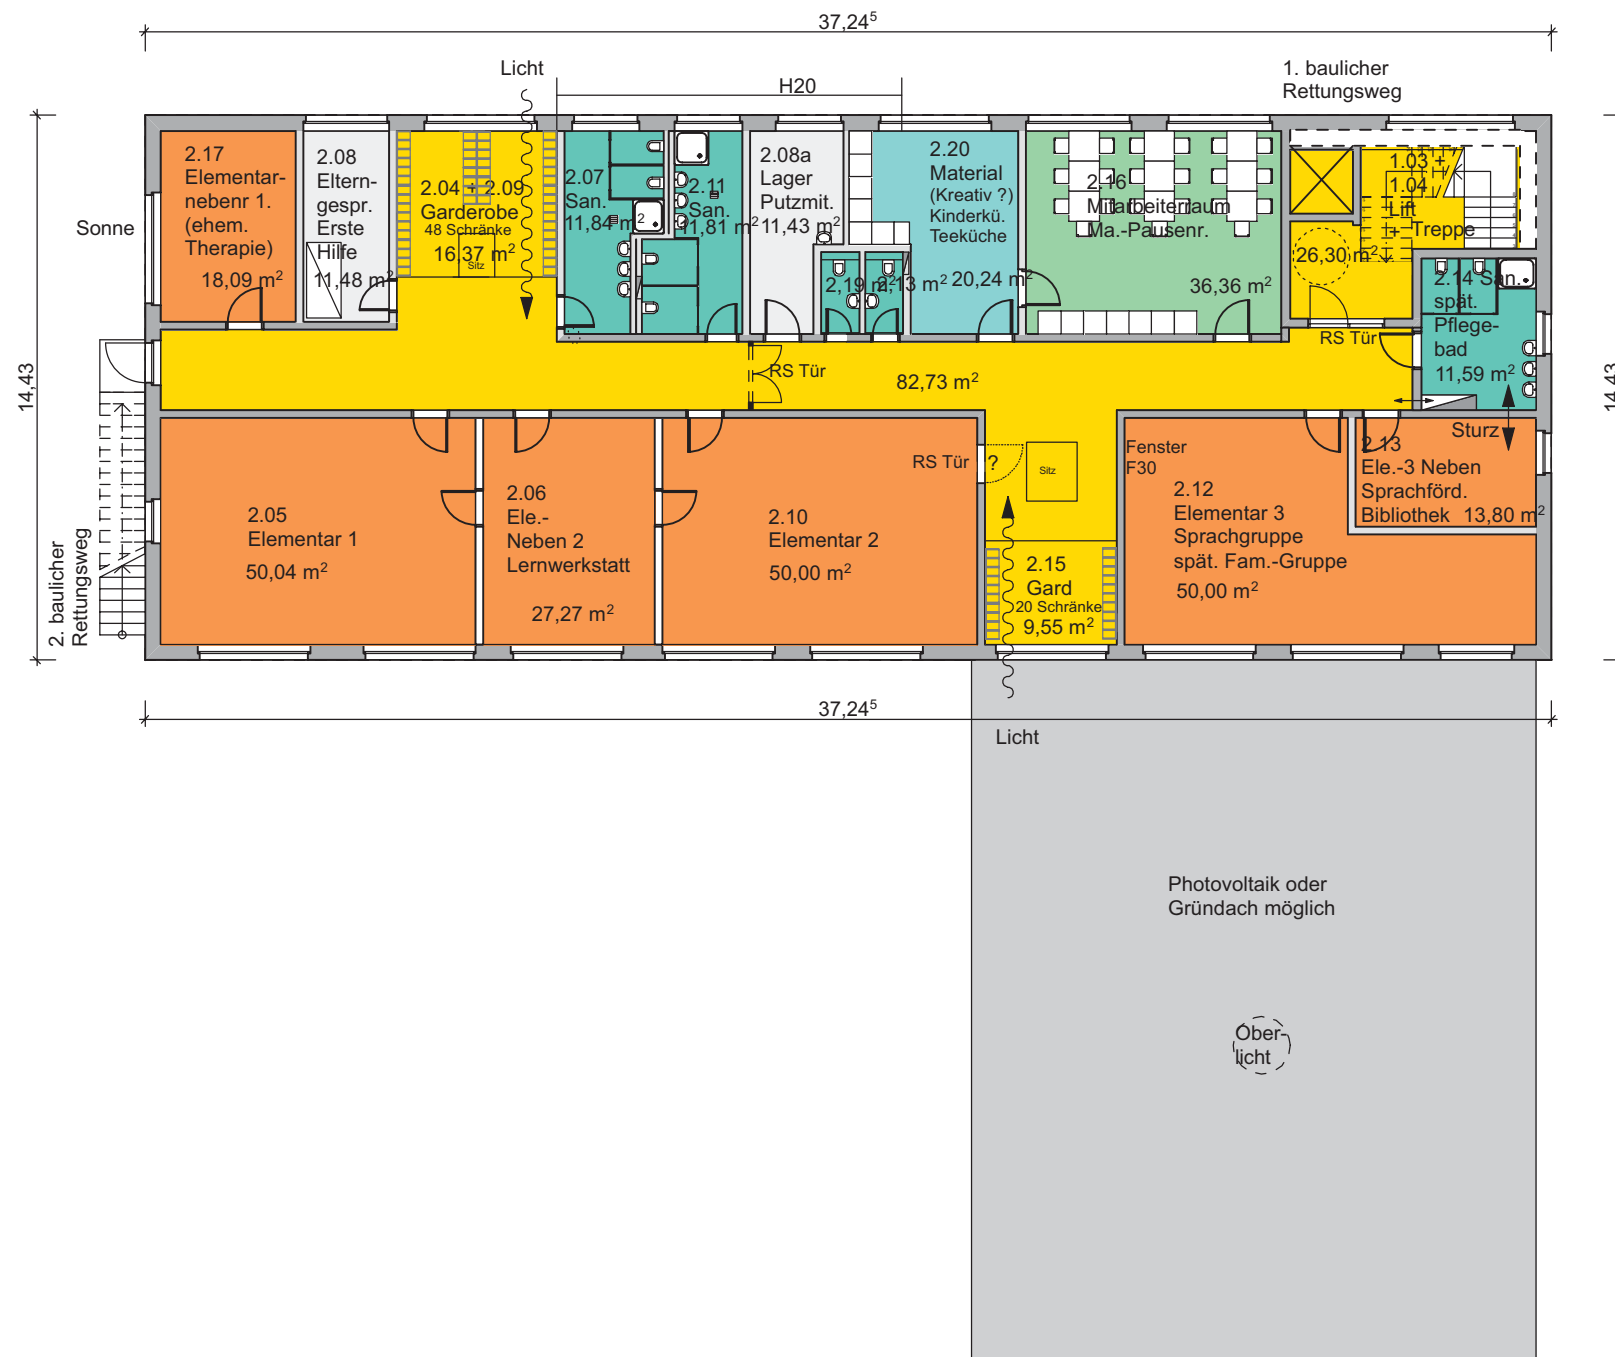 37,24⁵
Licht
H20
1. baulicher
Rettungsweg
14,43
Sonne
2.17
Elementar-
nebenr 1.
(ehem.
Therapie)
18,09 m²
2.08
Eltern-
gespr.
Erste
Hilfe
11,48 m²
2.04 + 2.09
Garderobe
48 Schränke
16,37 m²
Sitz
2.07
San.
11,84 m²
2.11
San.
11,81 m²
2.08a
Lager
Putzmit.
11,43 m²
2,19 m²
2,13 m²
2.20
Material
(Kreativ ?)
Kinderkü.
Teeküche
20,24 m²
2.16
Mitarbeiterraum
Ma.-Pausenr.
36,36 m²
1.03 +
1.04
Lift
+ Treppe
26,30 m²
2.14 San.
spät.
Pflege-
bad
11,59 m²
RS Tür
RS Tür
82,73 m²
14,43
Sturz
2. baulicher
Rettungsweg
2.05
Elementar 1
50,04 m²
2.06
Ele.-
Neben 2
Lernwerkstatt
27,27 m²
2.10
Elementar 2
50,00 m²
RS Tür
?
Sitz
2.15
Gard
20 Schränke
9,55 m²
Fenster
F30
2.12
Elementar 3
Sprachgruppe
spät. Fam.-Gruppe
50,00 m²
2.13
Ele.-3 Neben
Sprachförd.
Bibliothek 13,80 m²
37,24⁵
Licht
Photovoltaik oder
Gründach möglich
Ober-
licht